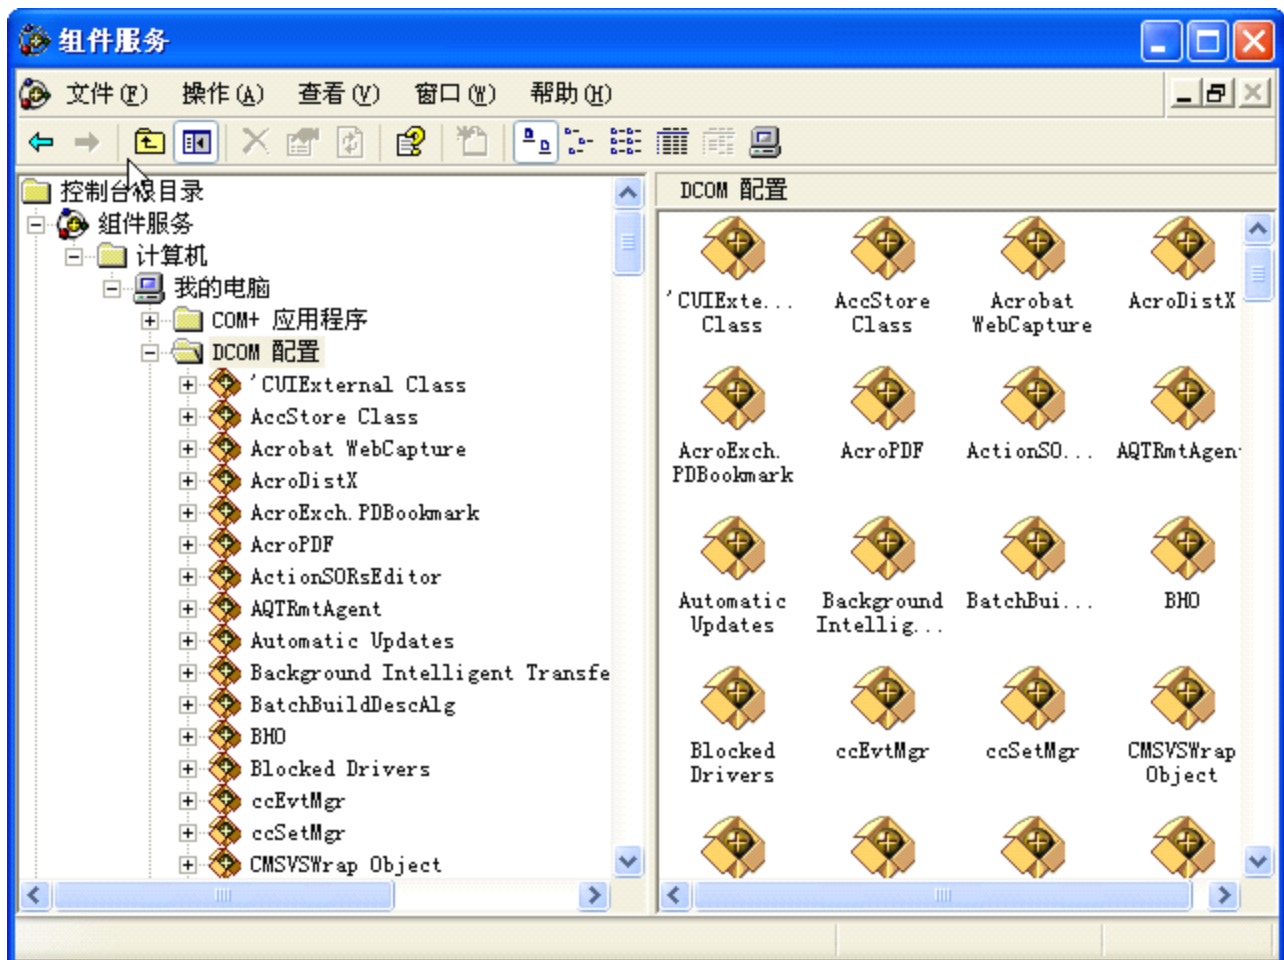 组件服务
文件(F) 操作(A) 查看(V) 窗口(W) 帮助(H)
控制台根目录
组件服务
计算机
我的电脑
COM+ 应用程序
DCOM 配置
'CUIExternal Class
AccStore Class
Acrobat WebCapture
AcroDistX
AcroExch.PDBookmark
AcroPDF
ActionSORsEditor
AQTRmtAgent
Automatic Updates
Background Intelligent Transfe
BatchBuildDescAlg
BHO
Blocked Drivers
ccEvtMgr
ccSetMgr
CMSVSWrap Object
DCOM 配置
'CUIExte...
Class
AccStore
Class
Acrobat
WebCapture
AcroDistX
AcroExch.
PDBookmark
AcroPDF
ActionSO...
AQTRmtAgen
Automatic
Updates
Background
Intellig...
BatchBui...
BHO
Blocked
Drivers
ccEvtMgr
ccSetMgr
CMSVSWrap
Object